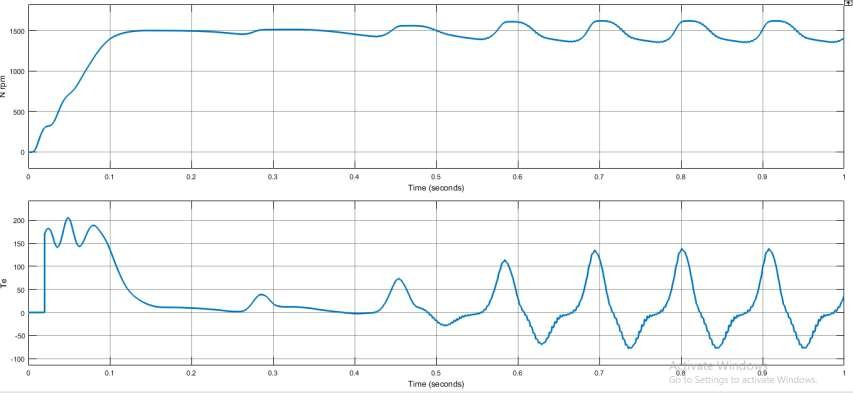 1500
1000
500
0
N rpm
0 0.1 0.2 0.3 0.4 0.5 0.6 0.7 0.8 0.9 1
Time (seconds)
200
150
100
50
0
-50
-100
Te
0 0.1 0.2 0.3 0.4 0.5 0.6 0.7 0.8 0.9 1
Time (seconds)
Activate Windows
Go to Settings to activate Windows.